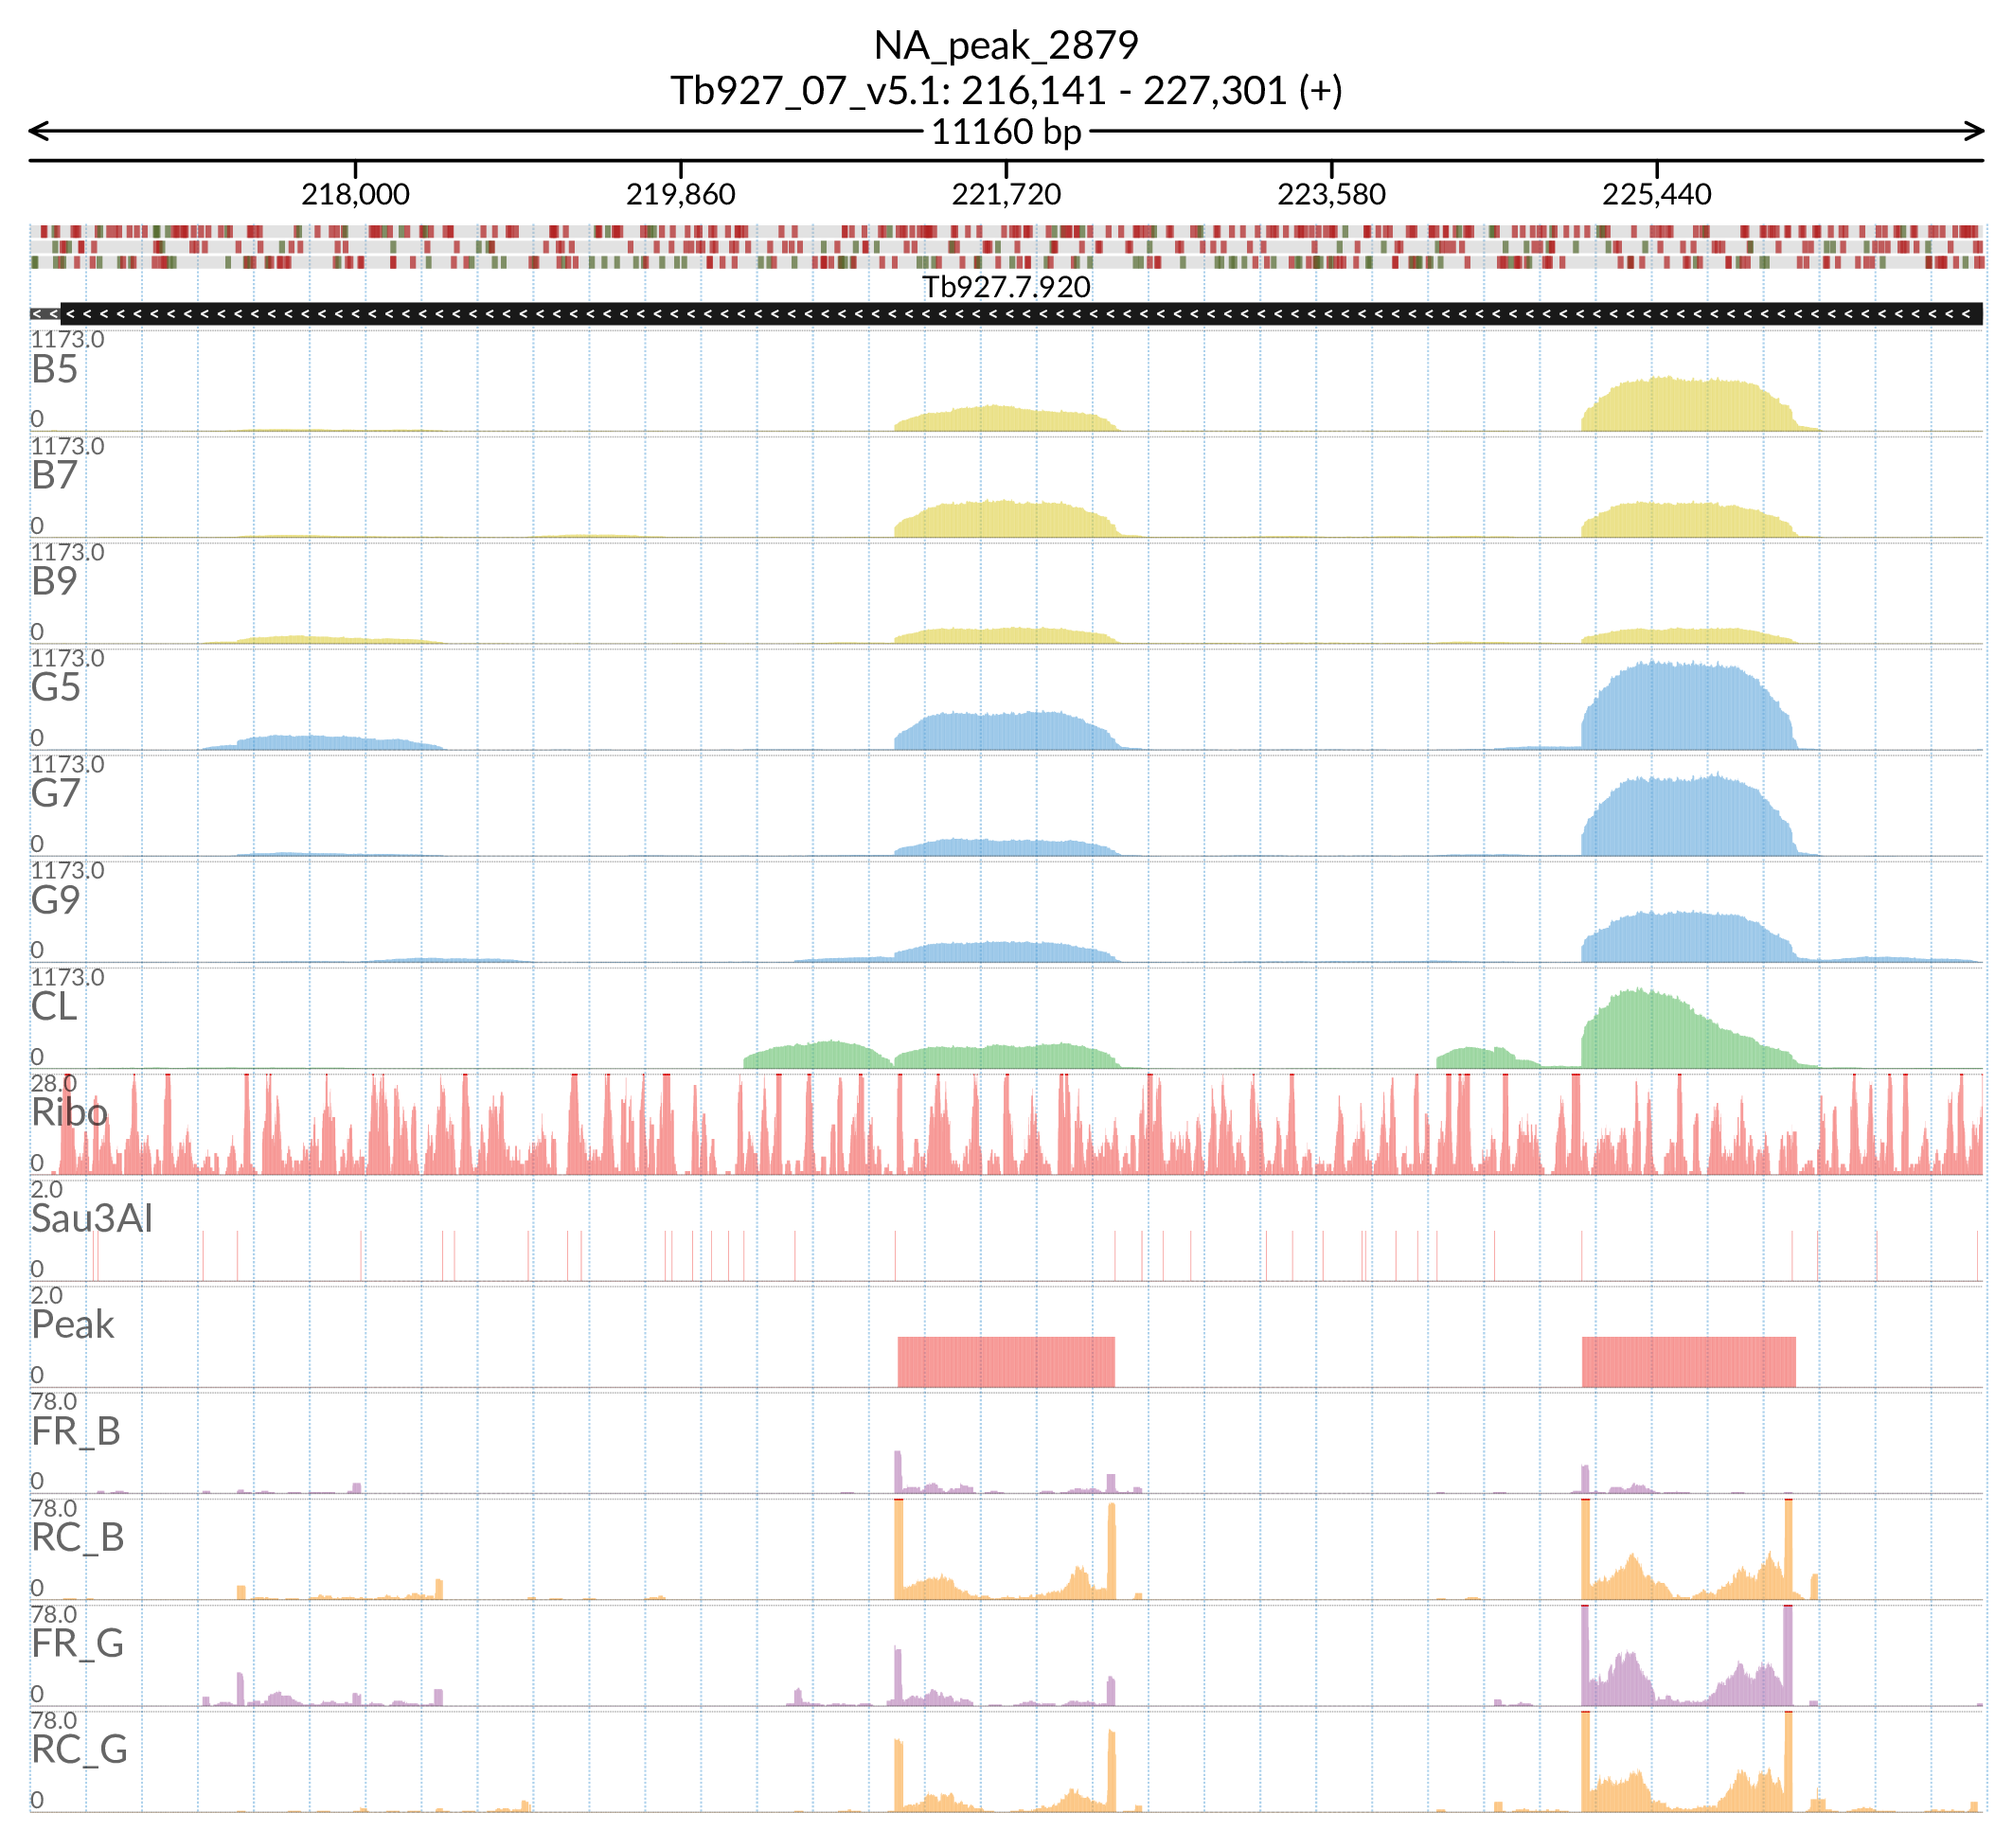 NA_peak_2879
Tb927_07_v5.1: 216,141 - 227,301 (+)
11160 bp
218,000 219,860 221,720 223,580 225,440
Tb927.7.920
1173.0
B5
0
1173.0
B7
0
1173.0
B9
0
1173.0
G5
0
1173.0
G7
0
1173.0
G9
0
1173.0
CL
0
28.0
Ribo
0
2.0
Sau3AI
0
2.0
Peak
0
78.0
FR_B
0
78.0
RC_B
0
78.0
FR_G
0
78.0
RC_G
0